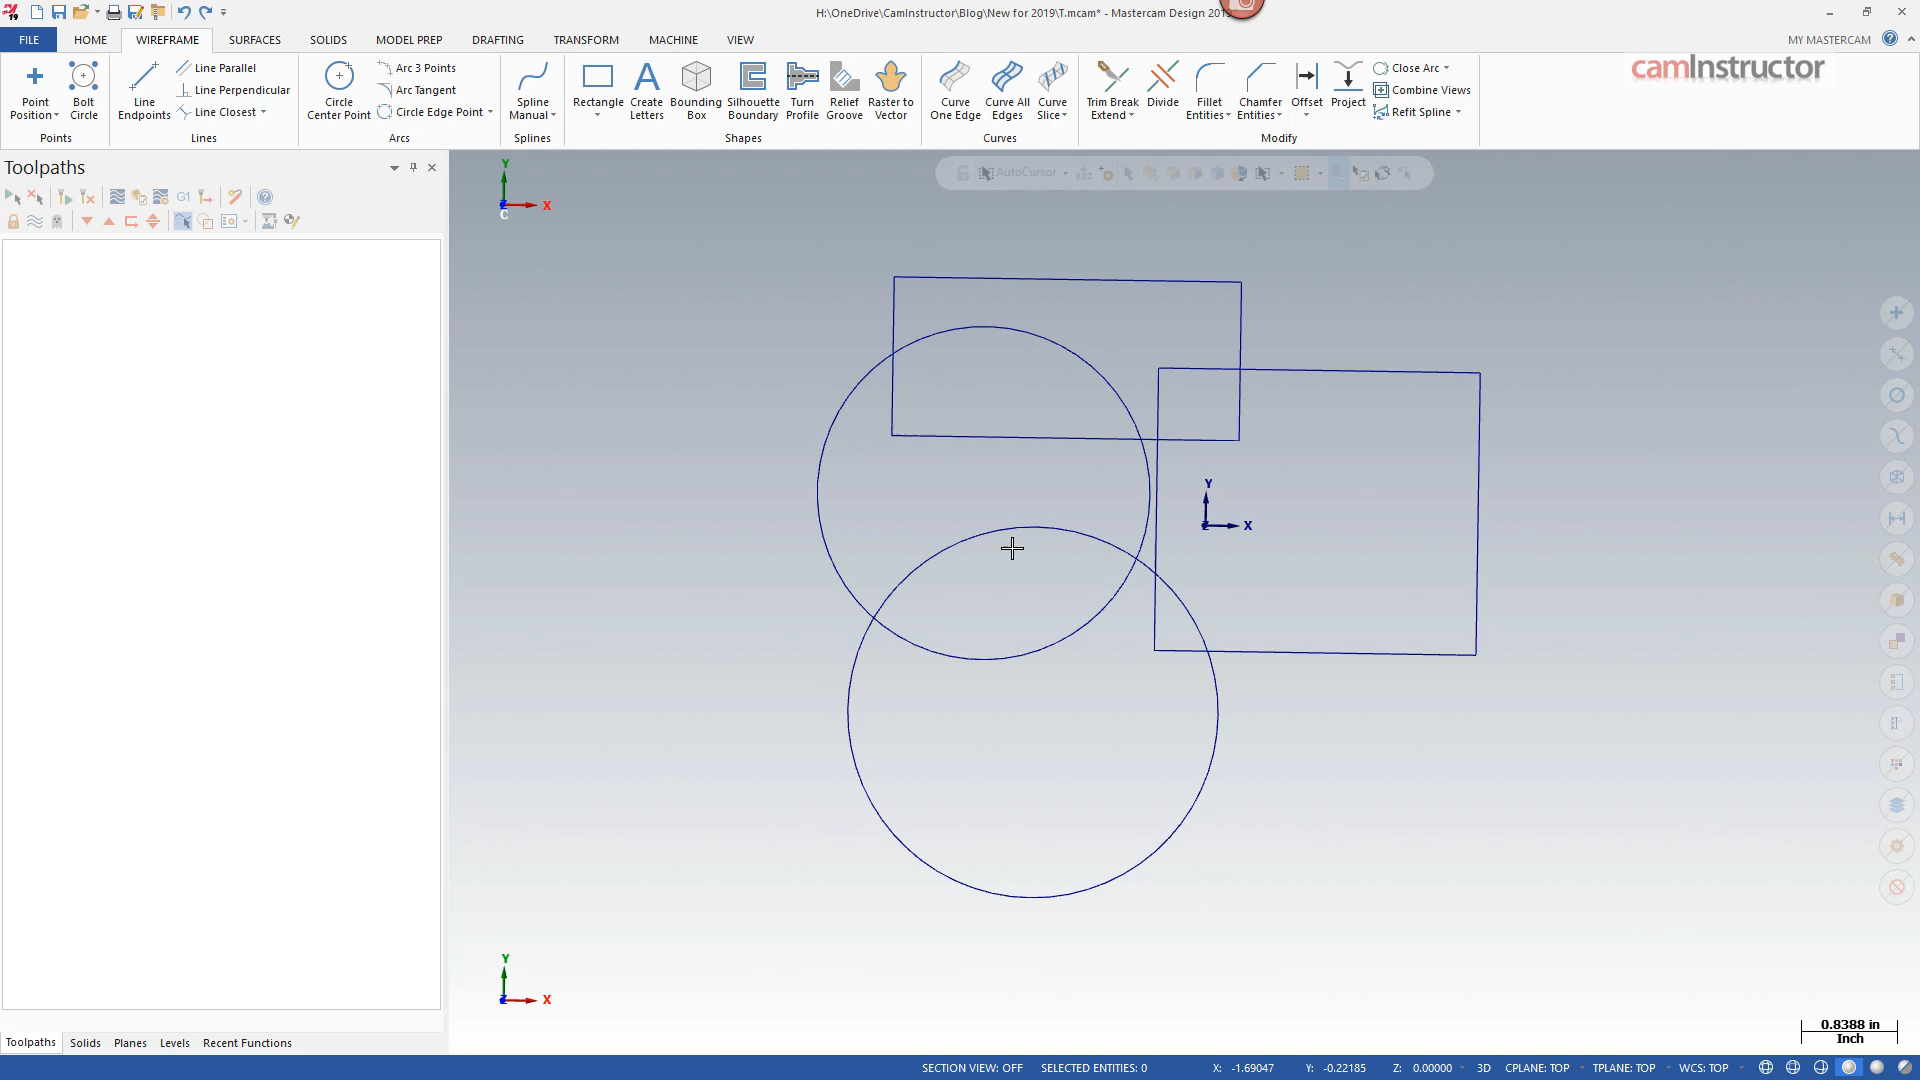 H:\OneDrive\CamInstructor\Blog\New for 2019\T.mcam* - Mastercam Design 201
FILE HOME WIREFRAME SURFACES SOLIDS MODEL PREP DRAFTING TRANSFORM MACHINE VIEW MY MASTERCAM
Point Position
Bolt Circle
Points
Line Endpoints
Line Parallel
Line Perpendicular
Line Closest
Lines
Circle Center Point
Arc 3 Points
Arc Tangent
Circle Edge Point
Arcs
Spline Manual
Splines
Rectangle
Create Letters
Bounding Box
Silhouette Boundary
Turn Profile
Relief Groove
Raster to Vector
Shapes
Curve One Edge
Curve All Edges
Curve Slice
Curves
Trim Break Extend
Divide
Fillet Entities
Chamfer Entities
Offset
Project
Close Arc
Combine Views
Refit Spline
Modify
camInstructor
Toolpaths
G1
AutoCursor
Y
X
C
Y
X
Y
X
0.8388 in
Inch
Toolpaths Solids Planes Levels Recent Functions
SECTION VIEW: OFF SELECTED ENTITIES: 0 X: -1.69047 Y: -0.22185 Z: 0.00000 3D CPLANE: TOP TPLANE: TOP WCS: TOP